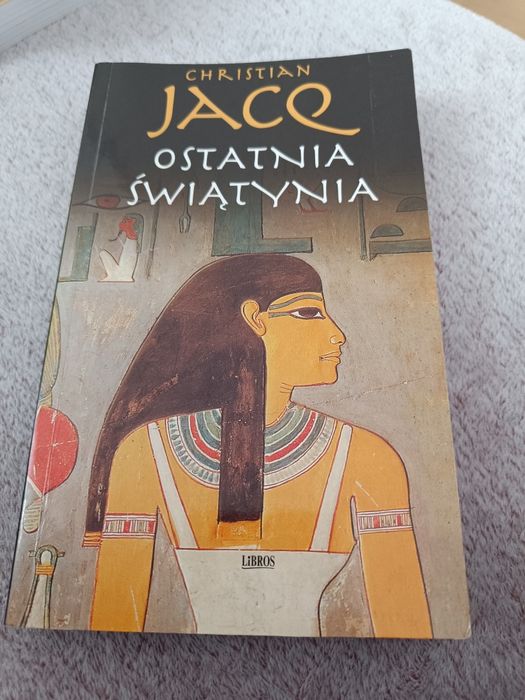 CHRISTIAN
JACQ
OSTATNIA
ŚWIĄTYNIA
LiBROS